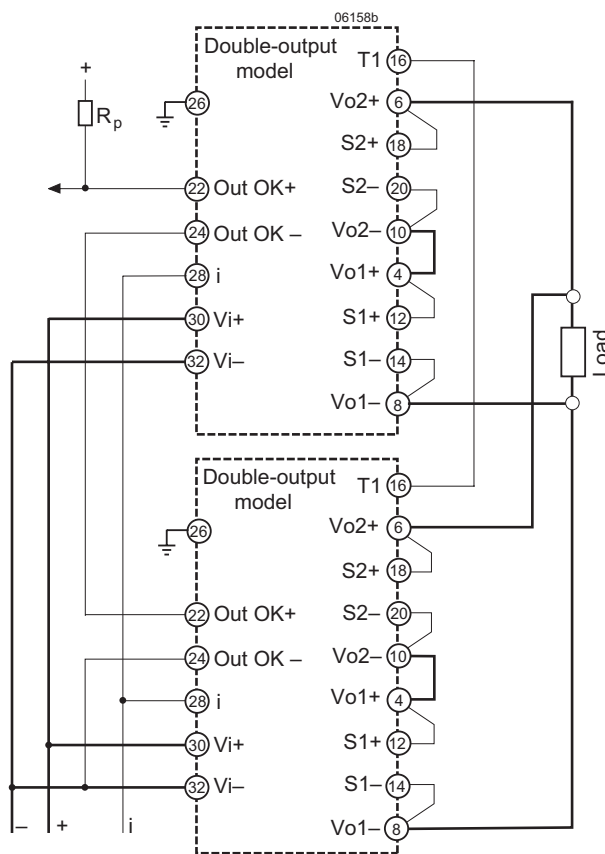 06158b
Double-output
model
T1 16
+
26
Vo2+ 6
Rp
S2+ 18
22 Out OK+
S2– 20
24 Out OK –
Vo2– 10
28 i
Vo1+ 4
30 Vi+
S1+ 12
32 Vi–
S1– 14
Load
Vo1– 8
Double-output
model
T1 16
26
Vo2+ 6
S2+ 18
22 Out OK+
S2– 20
24 Out OK –
Vo2– 10
28 i
Vo1+ 4
30 Vi+
S1+ 12
32 Vi–
S1– 14
– + i
Vo1– 8